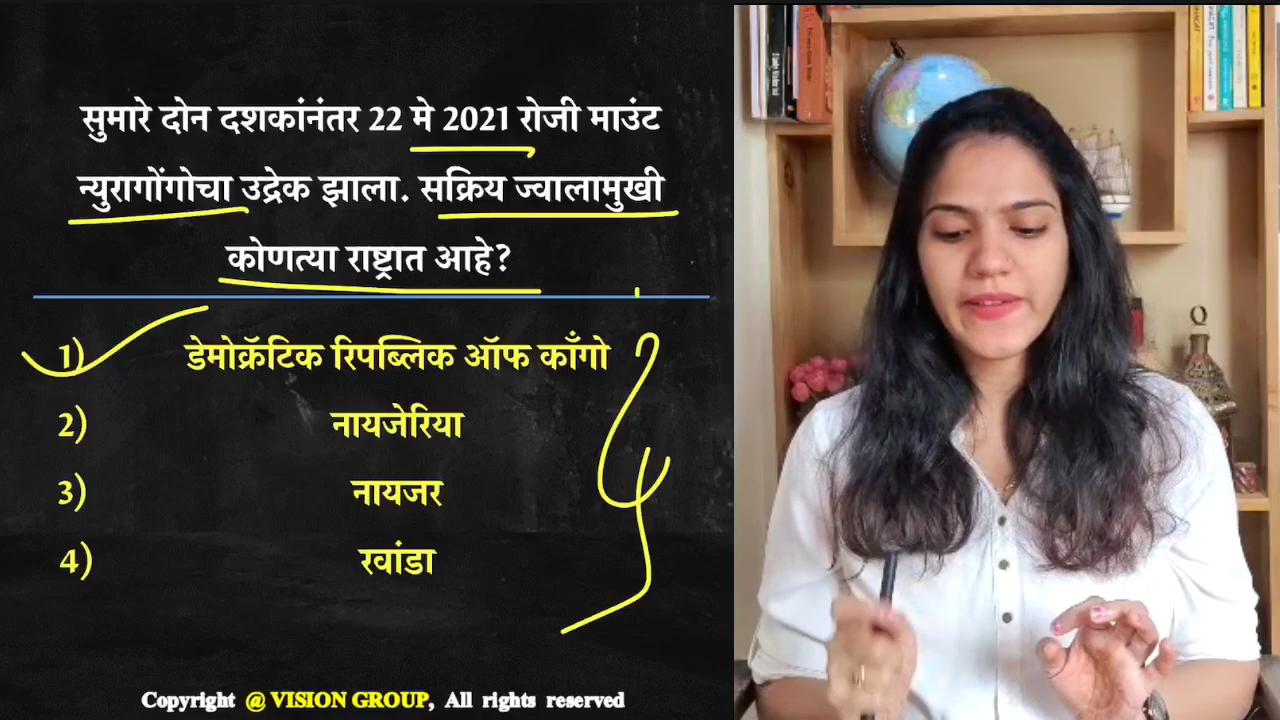 सुमारे दोन दशकांनंतर 22 मे 2021 रोजी माउंट
न्युरागोंगोचा उद्रेक झाला. सक्रिय ज्वालामुखी
कोणत्या राष्ट्रात आहे?
1) डेमोक्रॅटिक रिपब्लिक ऑफ काँगो
2) नायजेरिया
3) नायजर
4) रवांडा
Copyright @ VISION GROUP, All rights reserved